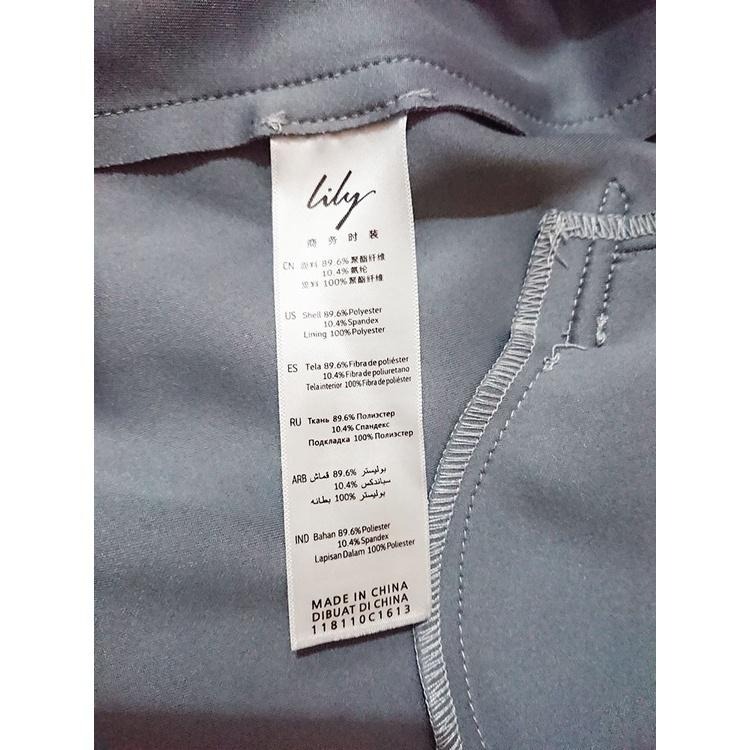 lily
商务时装
CN 面料 89.6% 聚酯纤维
10.4% 氨纶
里料 100% 聚酯纤维
US Shell 89.6% Polyester
10.4% Spandex
Lining 100% Polyester
ES Tela 89.6% Fibra de poliéster
10.4% Fibra de poliuretano
Tela interior 100% Fibra de poliéster
RU Ткань 89.6% Полиэстер
10.4% Спандекс
Подкладка 100% Полиэстер
ARB قماش 89.6% بوليستر
10.4% سباندكس
بطانه 100% بوليستر
IND Bahan 89.6% Poliester
10.4% Spandex
Lapisan Dalam 100% Poliester
MADE IN CHINA
DIBUAT DI CHINA
118110C1613